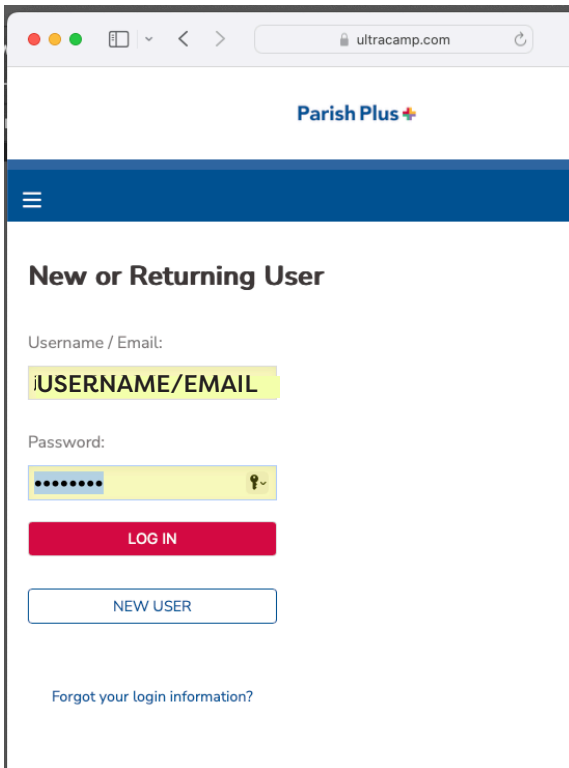 ultracamp.com
Parish Plus
New or Returning User
Username / Email:
USERNAME/EMAIL
Password:
••••••••
LOG IN
NEW USER
Forgot your login information?